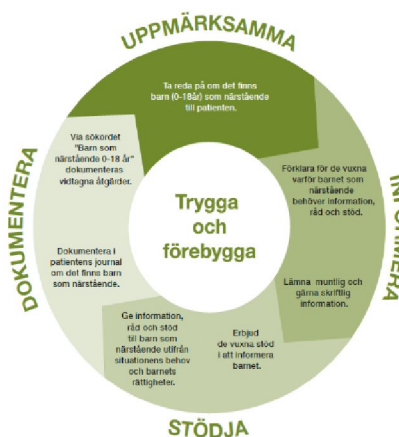 UPPMÄRKSAMMA
Ta reda på om det finns
barn (0-18år) som närstående
till patienten.
INFORMERA
Förklara för de vuxna
varför barnet som
närstående
behöver information,
råd och stöd.
Lämna muntlig och
gärna skriftlig
information.
STÖDJA
Erbjud
de vuxna stöd
i att informera
barnet.
Ge information,
råd och stöd
till barn som
närstående utifrån
situationens behov
och barnets
rättigheter.
DOKUMENTERA
Dokumentera i
patientens journal
om det finns barn
som närstående.
Via sökordet
"Barn som
närstående 0-18 år"
dokumenteras
vidtagna åtgärder.
Trygga
och
förebygga